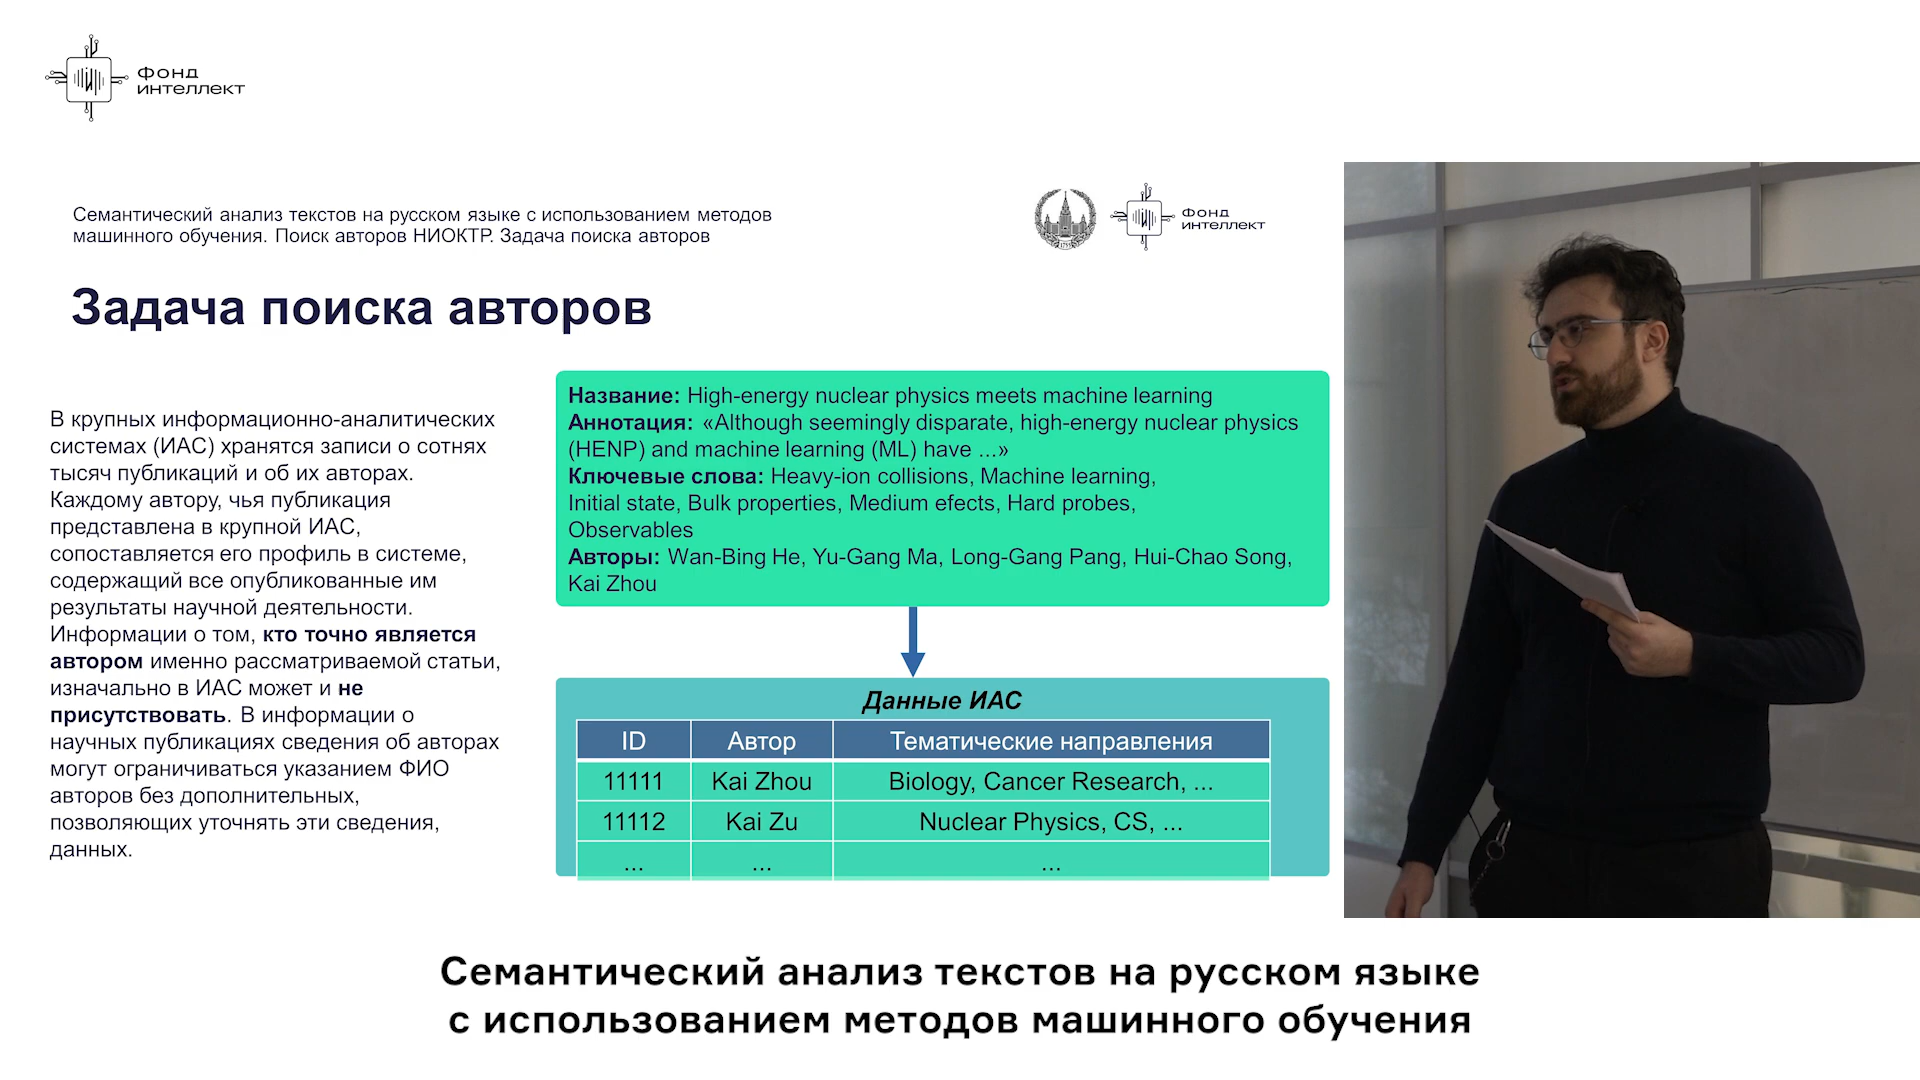 Фонд
интеллект
Семантический анализ текстов на русском языке с использованием методов
машинного обучения. Поиск авторов НИОКТР. Задача поиска авторов
1755
Фонд
интеллект
Задача поиска авторов
В крупных информационно-аналитических
системах (ИАС) хранятся записи о сотнях
тысяч публикаций и об их авторах.
Каждому автору, чья публикация
представлена в крупной ИАС,
сопоставляется его профиль в системе,
содержащий все опубликованные им
результаты научной деятельности.
Информации о том, кто точно является
автором именно рассматриваемой статьи,
изначально в ИАС может и не
присутствовать. В информации о
научных публикациях сведения об авторах
могут ограничиваться указанием ФИО
авторов без дополнительных,
позволяющих уточнять эти сведения,
данных.
Название: High-energy nuclear physics meets machine learning
Аннотация: «Although seemingly disparate, high-energy nuclear physics
(HENP) and machine learning (ML) have ...»
Ключевые слова: Heavy-ion collisions, Machine learning,
Initial state, Bulk properties, Medium efects, Hard probes,
Observables
Авторы: Wan-Bing He, Yu-Gang Ma, Long-Gang Pang, Hui-Chao Song,
Kai Zhou
Данные ИАС
ID Автор Тематические направления
11111 Kai Zhou Biology, Cancer Research, ...
11112 Kai Zu Nuclear Physics, CS, ...
... ... ...
Семантический анализ текстов на русском языке
с использованием методов машинного обучения